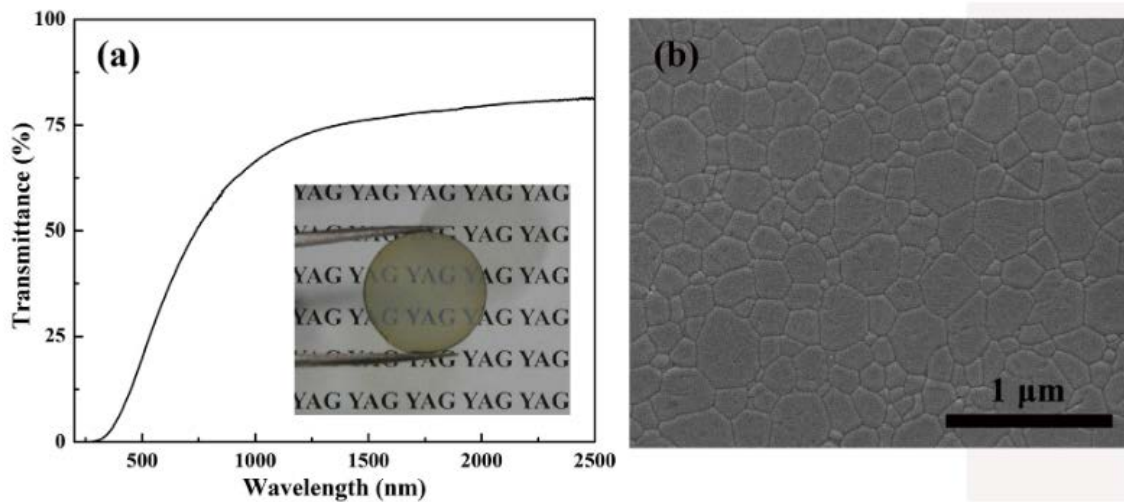 100
75
50
25
0
Transmittance (%)
(a)
YAG YAG YAG YAG YAG
YAG YAG YAG YAG
YAG YAG YAG YAG YAG
YAG YAG YAG YAG YAG
YAG YAG YAG
YAG YAG YAG YAG YAG
500 1000 1500 2000 2500
Wavelength (nm)
(b)
1 μm